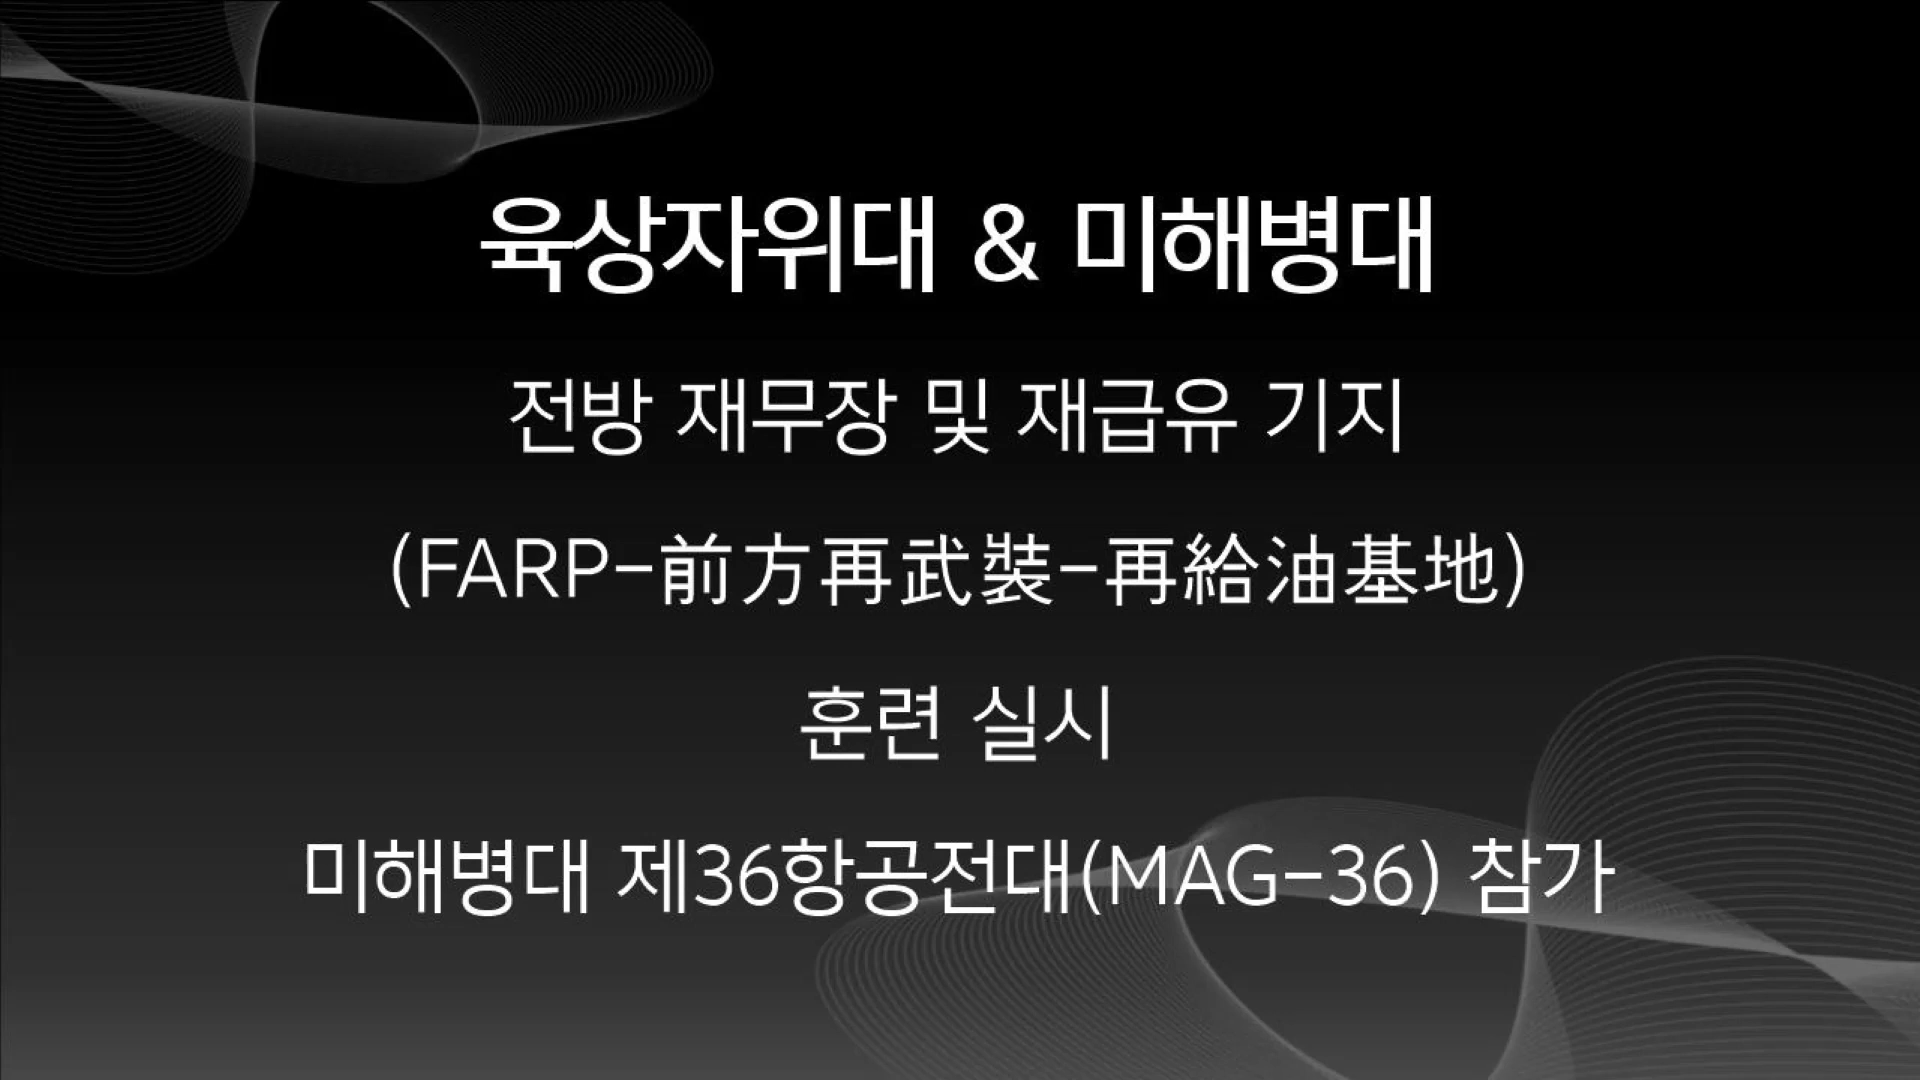 육상자위대 & 미해병대
전방 재무장 및 재급유 기지
(FARP-前方再武裝-再給油基地)
훈련 실시
미해병대 제36항공전대(MAG-36) 참가